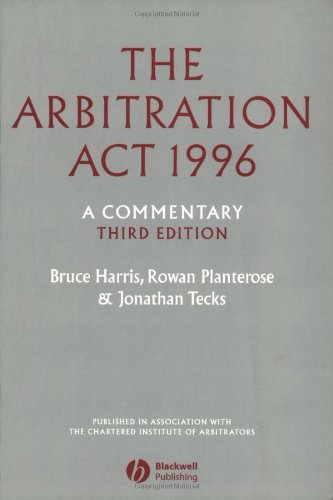 THE
ARBITRATION
ACT 1996
A COMMENTARY
THIRD EDITION
Bruce Harris, Rowan Planterose
& Jonathan Tecks
PUBLISHED IN ASSOCIATION WITH
THE CHARTERED INSTITUTE OF ARBITRATORS
Blackwell
Publishing